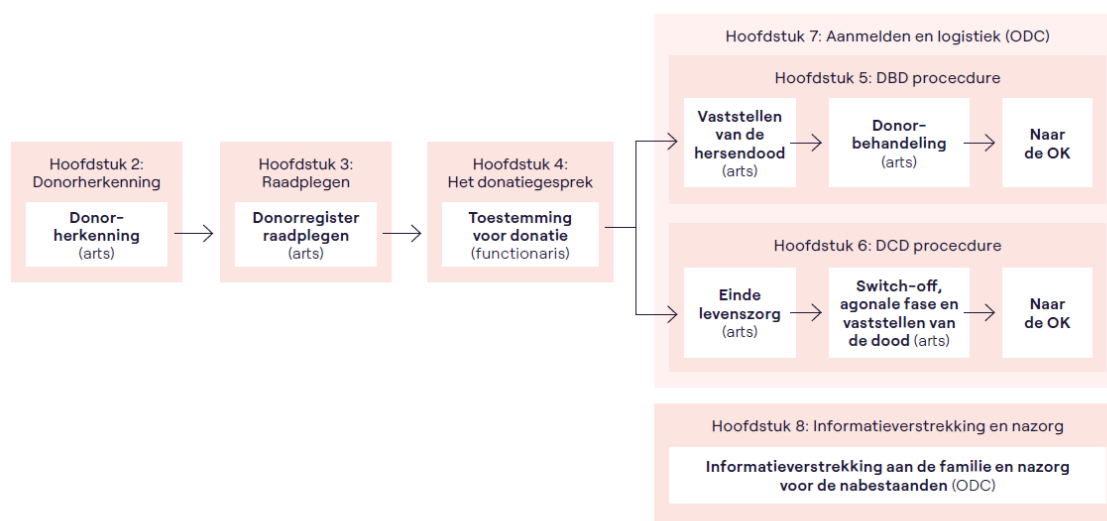 Hoofdstuk 2:
Donorherkenning
Donor-
herkenning
(arts)
Hoofdstuk 3:
Raadplegen
Donorregister
raadplegen
(arts)
Hoofdstuk 4:
Het donatiegesprek
Toestemming
voor donatie
(functionaris)
Hoofdstuk 7: Aanmelden en logistiek (ODC)
Hoofdstuk 5: DBD procecdure
Vaststellen
van de
hersendood
(arts)
Donor-
behandeling
(arts)
Naar
de OK
Hoofdstuk 6: DCD procecdure
Einde
levenszorg
(arts)
Switch-off,
agonale fase en
vaststellen van
de dood (arts)
Naar
de OK
Hoofdstuk 8: Informatieverstrekking en nazorg
Informatieverstrekking aan de familie en nazorg
voor de nabestaanden (ODC)